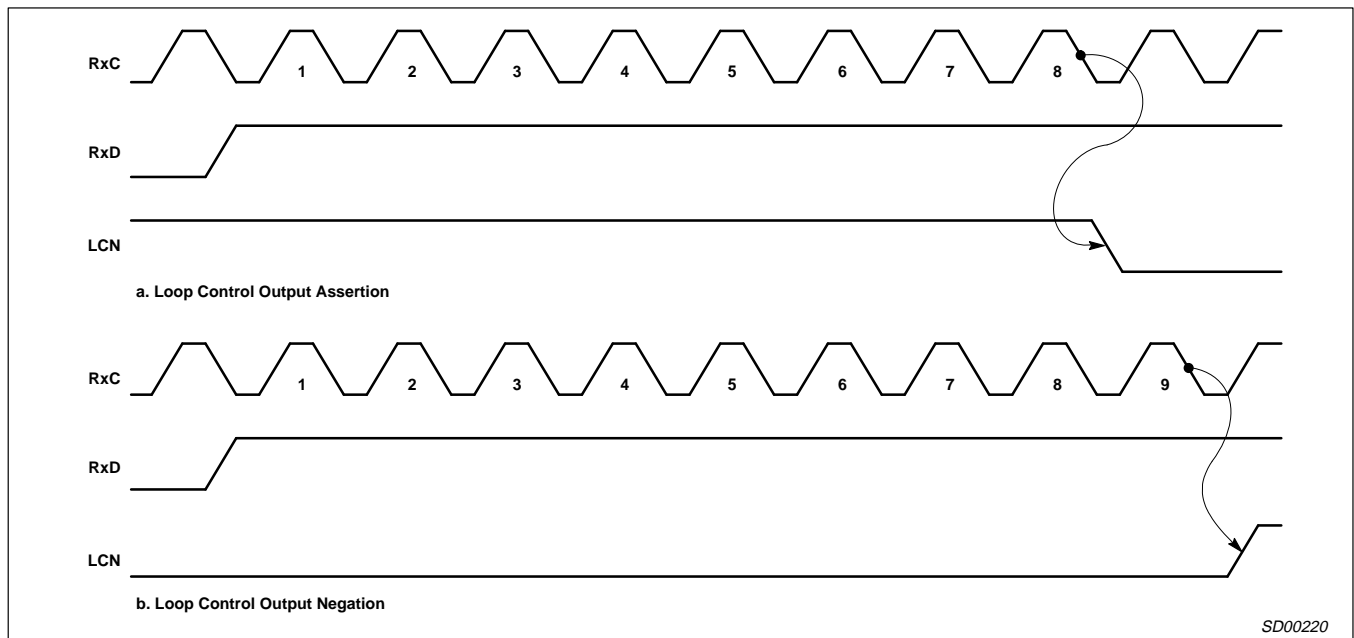 RxC
1 2 3 4 5 6 7 8
RxD
LCN
a. Loop Control Output Assertion
RxC
1 2 3 4 5 6 7 8 9
RxD
LCN
b. Loop Control Output Negation
SD00220